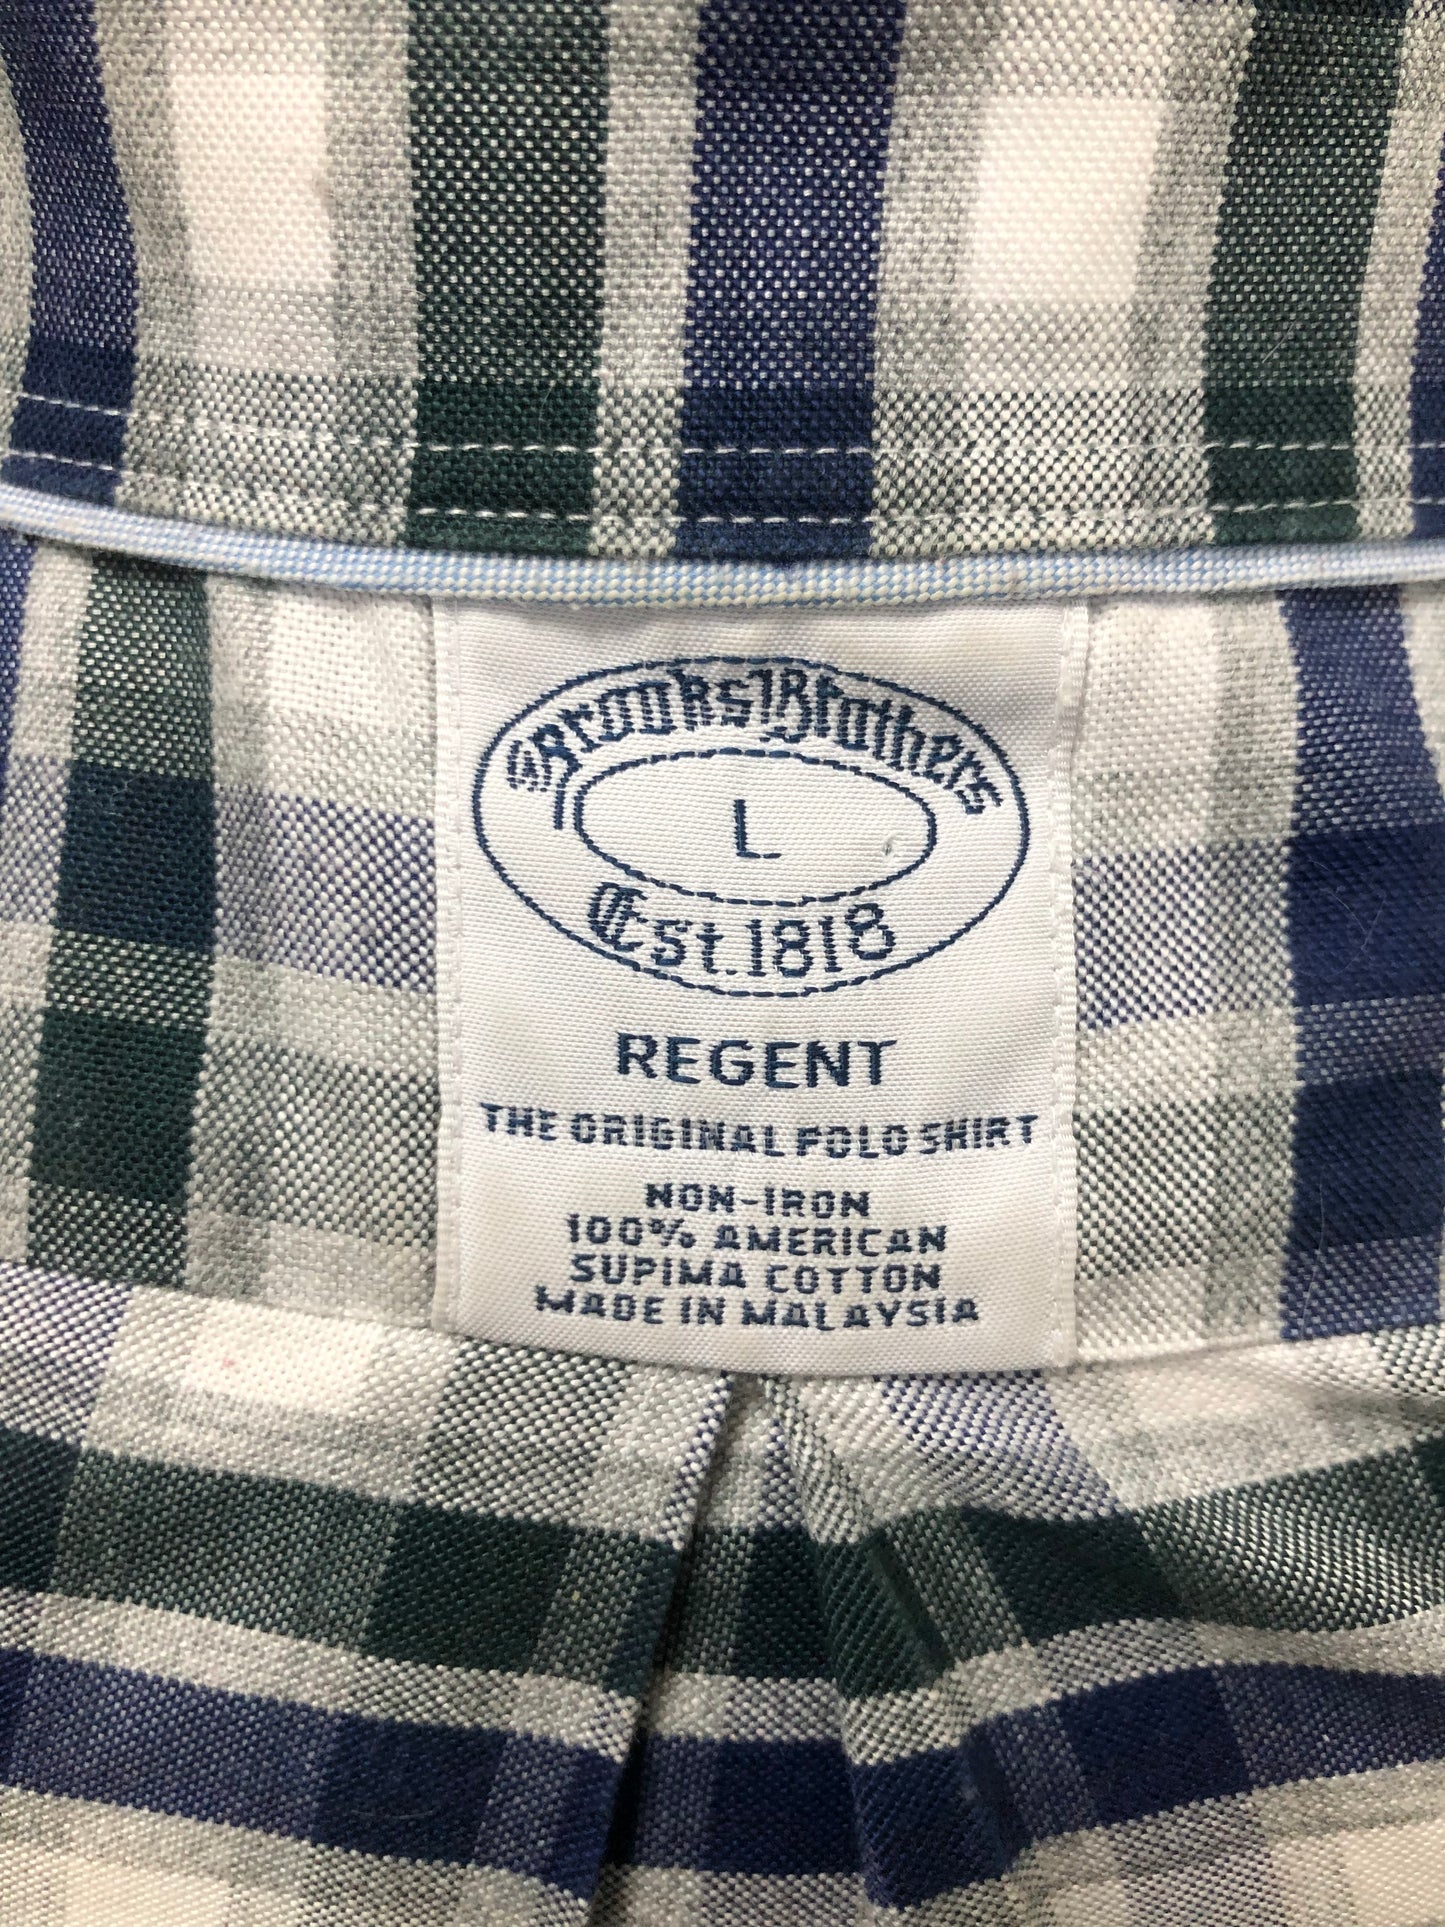 Brooks Brothers
L
Est. 1818
REGENT
THE ORIGINAL POLO SHIRT
NON-IRON
100% AMERICAN
SUPIMA COTTON
MADE IN MALAYSIA